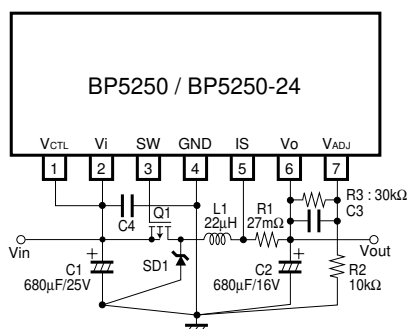 BP5250 / BP5250-24
VCTL Vi SW GND IS Vo VADJ
1 2 3 4 5 6 7
R3 : 30kΩ
C3
Q1
L1
22μH
R1
27mΩ
C4
Vin
Vout
C1
680μF/25V
SD1
C2
680μF/16V
R2
10kΩ
+
+